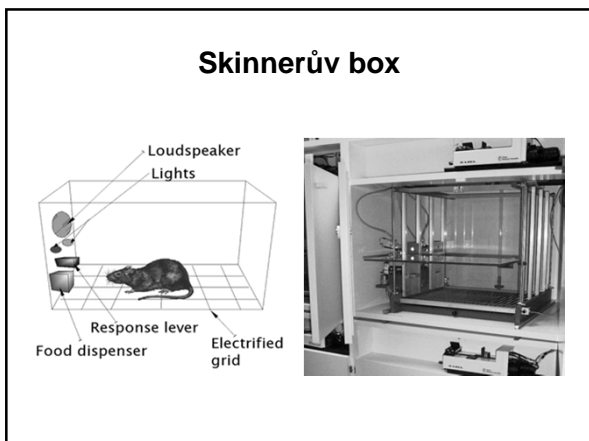 Skinnerův box
Loudspeaker
Lights
Response lever
Food dispenser
Electrified
grid